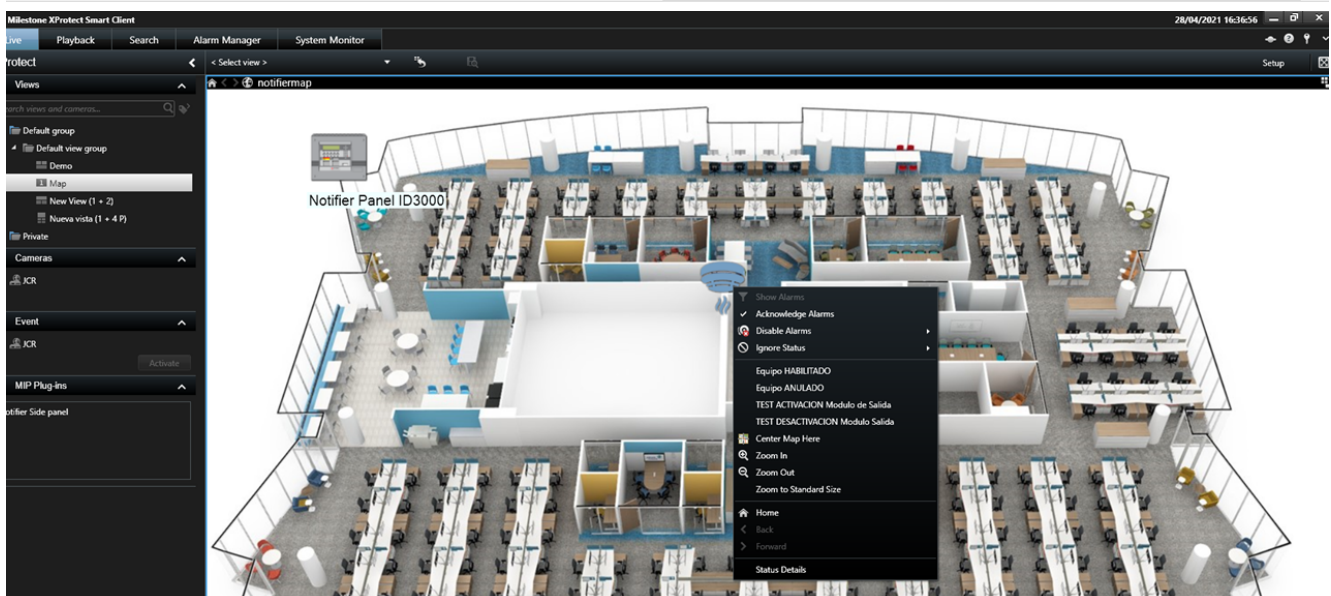 Milestone XProtect Smart Client
28/04/2021 16:36:56
Live
Playback
Search
Alarm Manager
System Monitor
Protect
< Select view >
Setup
Views
notifiermap
Search views and cameras...
Default group
Default view group
Demo
Map
New View (1 + 2)
Nueva vista (1 + 4 P)
Private
Cameras
JCR
Event
JCR
Activate
MIP Plug-ins
otifier Side panel
Notifier Panel ID3000
Show Alarms
Acknowledge Alarms
Disable Alarms
Ignore Status
Equipo HABILITADO
Equipo ANULADO
TEST ACTIVACION Modulo de Salida
TEST DESACTIVACION Modulo Salida
Center Map Here
Zoom In
Zoom Out
Zoom to Standard Size
Home
Back
Forward
Status Details